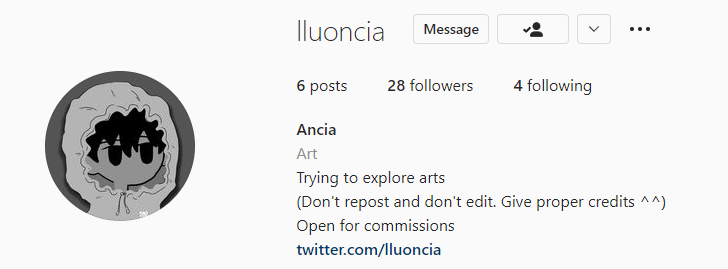 lluoncia Message
6 posts 28 followers 4 following
Ancia
Art
Trying to explore arts
(Don't repost and don't edit. Give proper credits ^^)
Open for commissions
twitter.com/lluoncia